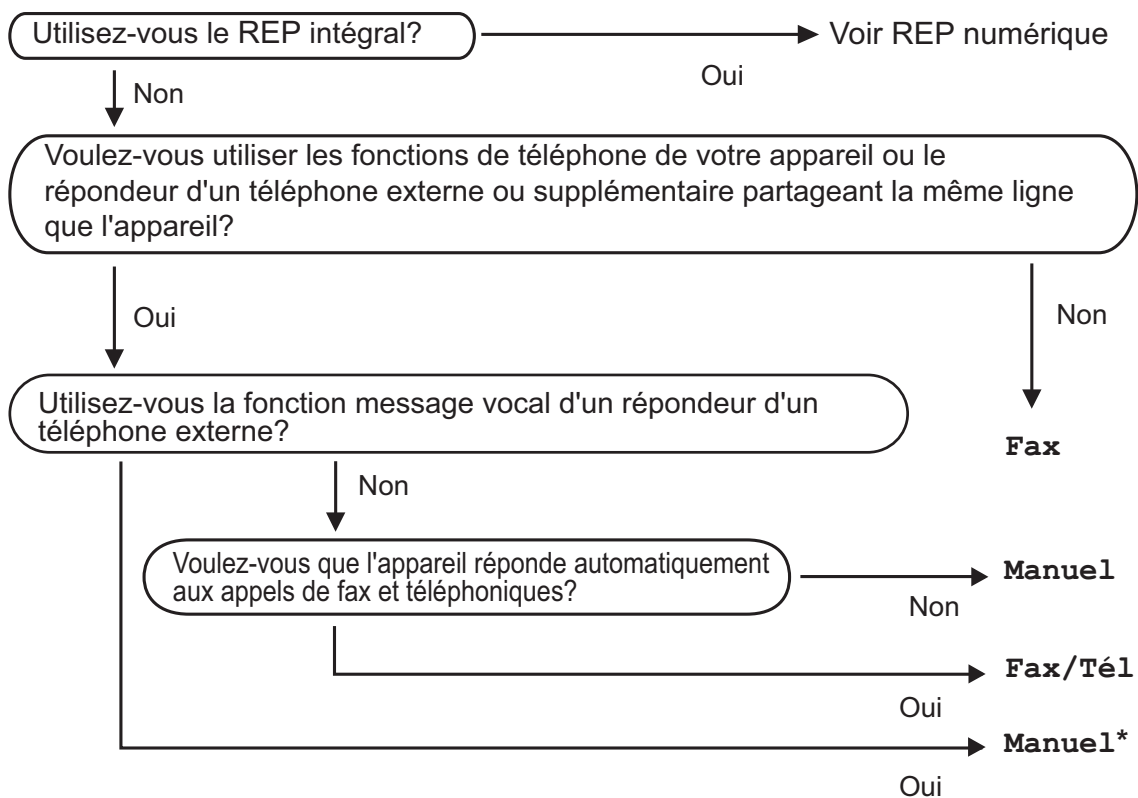 Utilisez-vous le REP intégral?
Voir REP numérique
Oui
Non
Voulez-vous utiliser les fonctions de téléphone de votre appareil ou le
répondeur d'un téléphone externe ou supplémentaire partageant la même ligne
que l'appareil?
Oui
Non
Utilisez-vous la fonction message vocal d'un répondeur d'un
téléphone externe?
Fax
Non
Voulez-vous que l'appareil réponde automatiquement
aux appels de fax et téléphoniques?
Manuel
Non
Fax/Tél
Oui
Manuel*
Oui